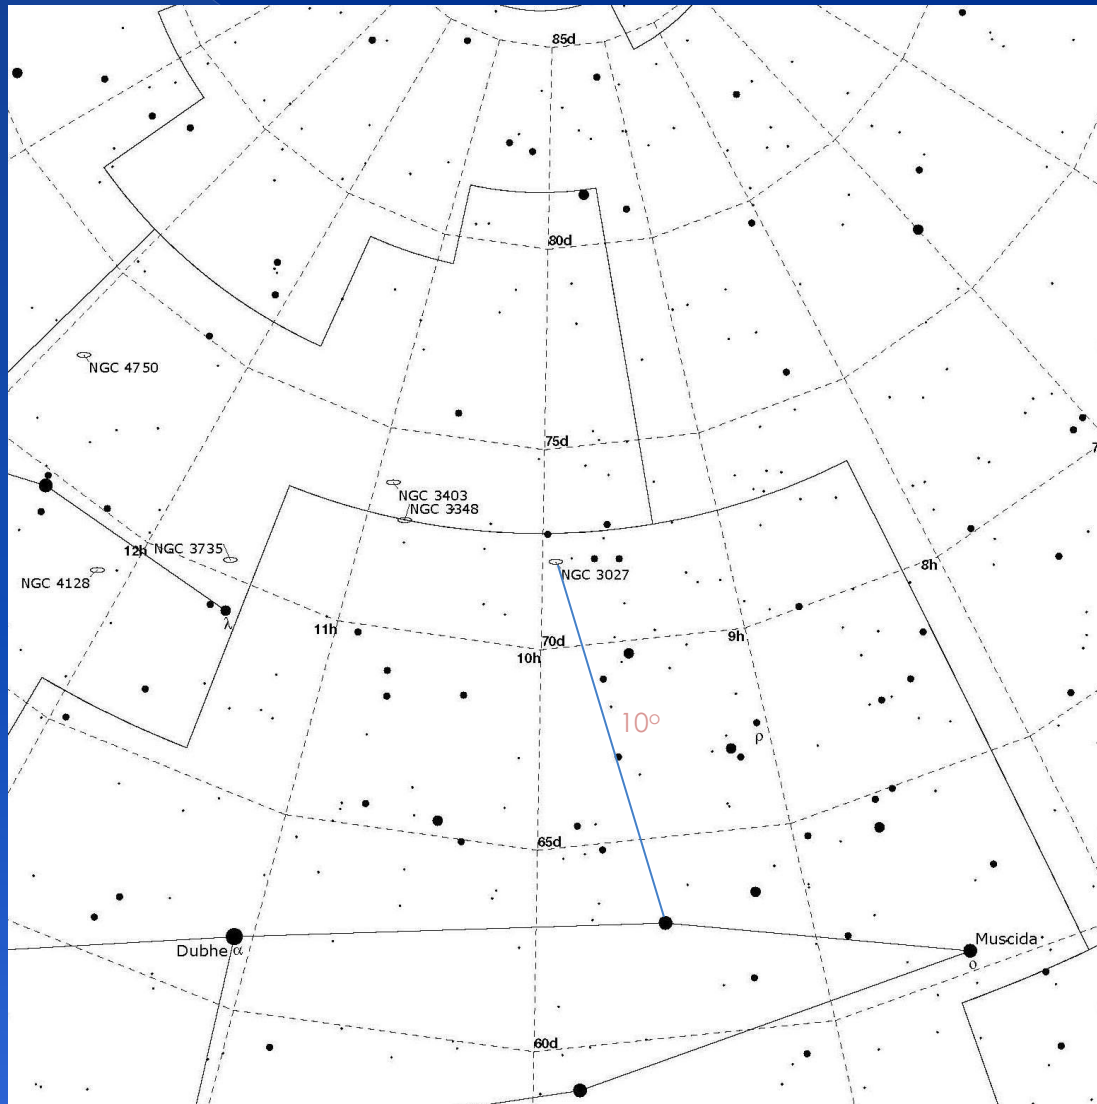 85d
80d
NGC 4750
75d
7
NGC 3403
NGC 3348
12h
NGC 3735
8h
NGC 3027
NGC 4128
λ
11h
70d
9h
10h
10°
ρ
65d
Muscida
Dubhe α
ο
60d